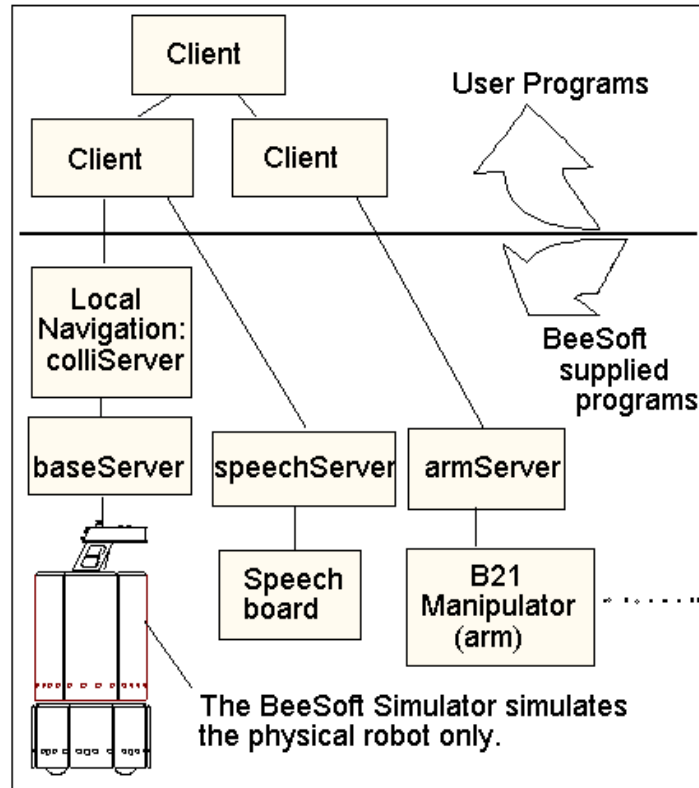 Client
User Programs
Client
Client
Local
Navigation:
colliServer
BeeSoft
supplied
programs
baseServer
speechServer
armServer
Speech
board
B21
Manipulator
(arm)
The BeeSoft Simulator simulates
the physical robot only.